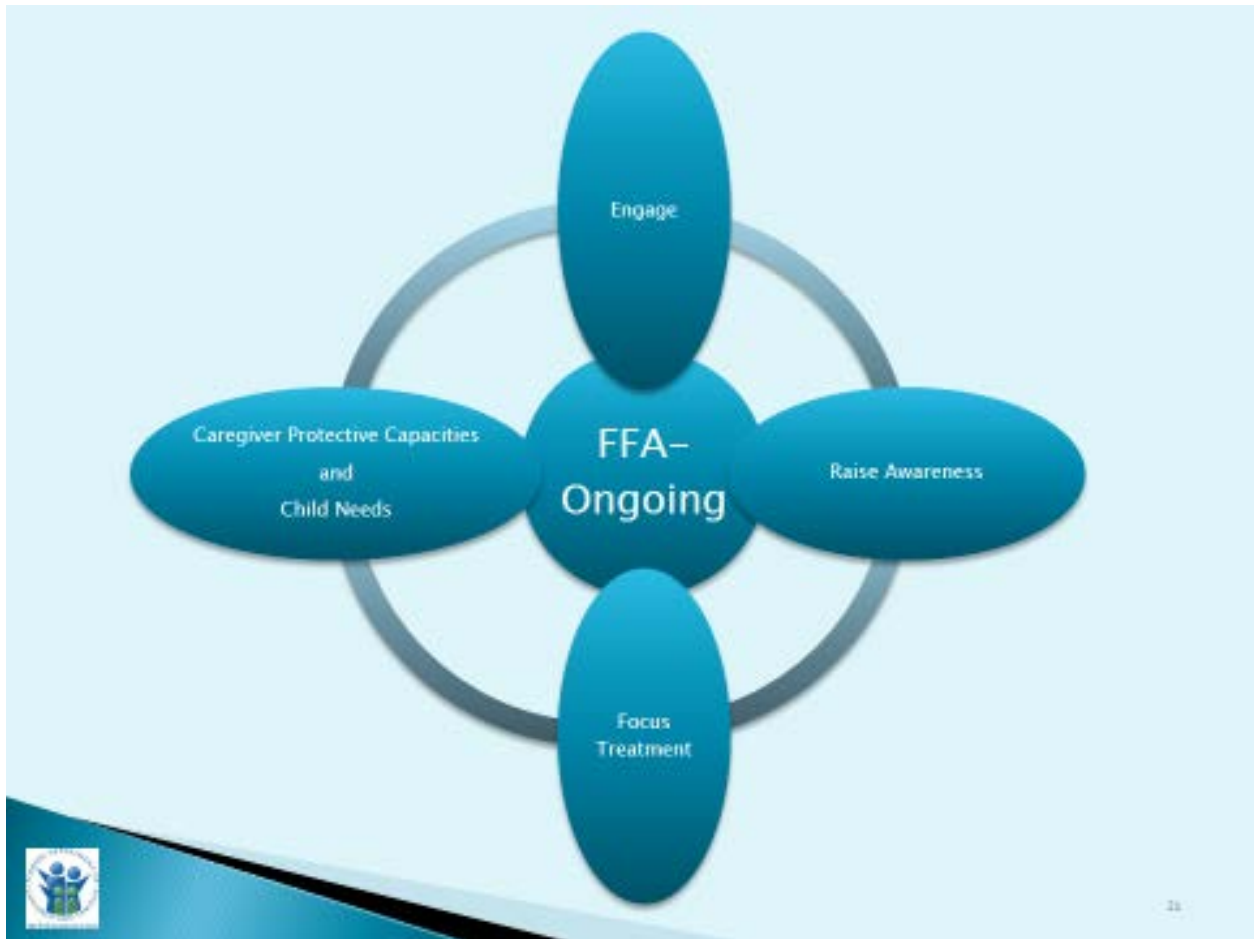 Engage
Caregiver Protective Capacities
and
Child Needs
FFA–
Ongoing
Raise Awareness
Focus
Treatment